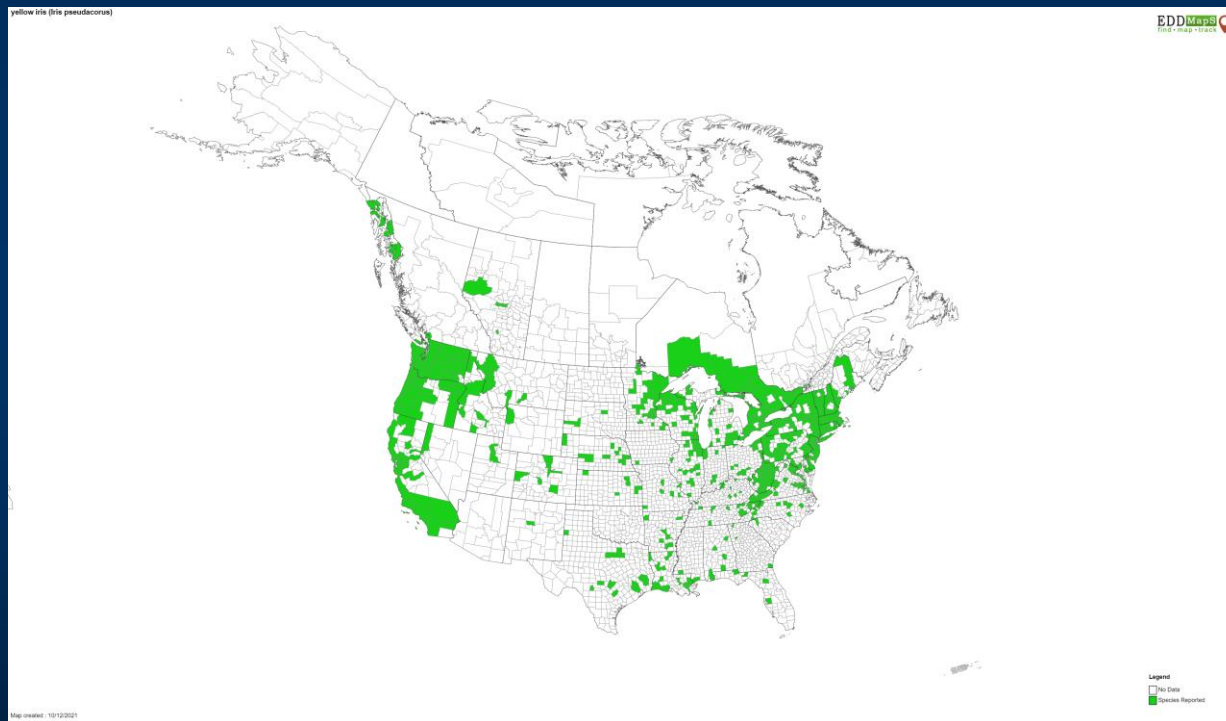 yellow iris (Iris pseudacorus)
EDDMapS
find • map • track
Legend
No Data
Species Reported
Map created : 10/12/2021